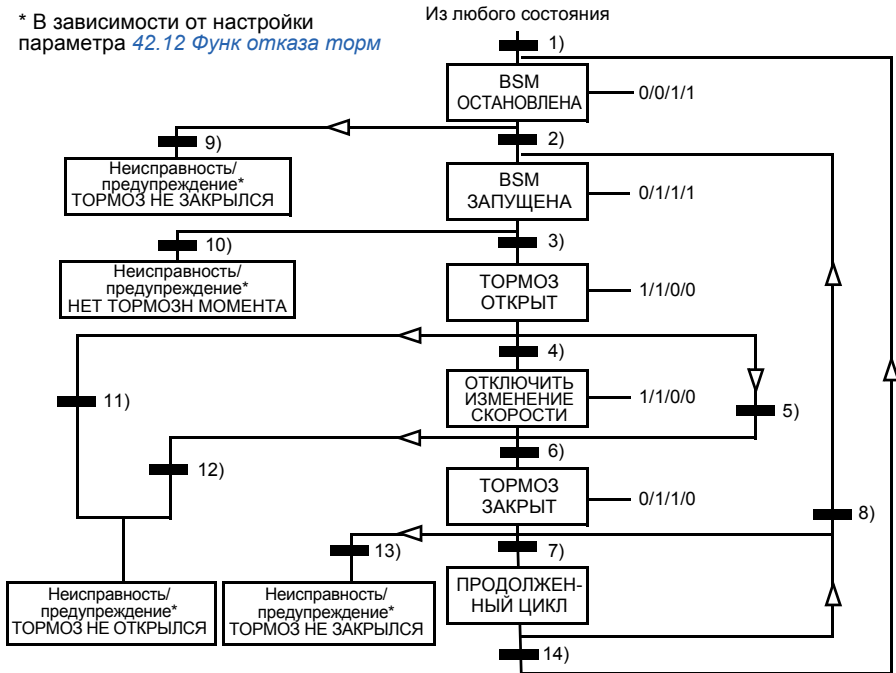 * В зависимости от настройки
параметра 42.12 Функ отказа торм
Из любого состояния
1)
BSM
ОСТАНОВЛЕНА
0/0/1/1
9)
2)
Неисправность/
предупреждение*
ТОРМОЗ НЕ ЗАКРЫЛСЯ
BSM
ЗАПУЩЕНА
0/1/1/1
10)
3)
Неисправность/
предупреждение*
НЕТ ТОРМОЗН МОМЕНТА
ТОРМОЗ
ОТКРЫТ
1/1/0/0
4)
11)
ОТКЛЮЧИТЬ
ИЗМЕНЕНИЕ
СКОРОСТИ
1/1/0/0
5)
12)
6)
ТОРМОЗ
ЗАКРЫТ
0/1/1/0
8)
13)
7)
Неисправность/
предупреждение*
ТОРМОЗ НЕ ОТКРЫЛСЯ
Неисправность/
предупреждение*
ТОРМОЗ НЕ ЗАКРЫЛСЯ
ПРОДОЛЖЕН-
НЫЙ ЦИКЛ
14)